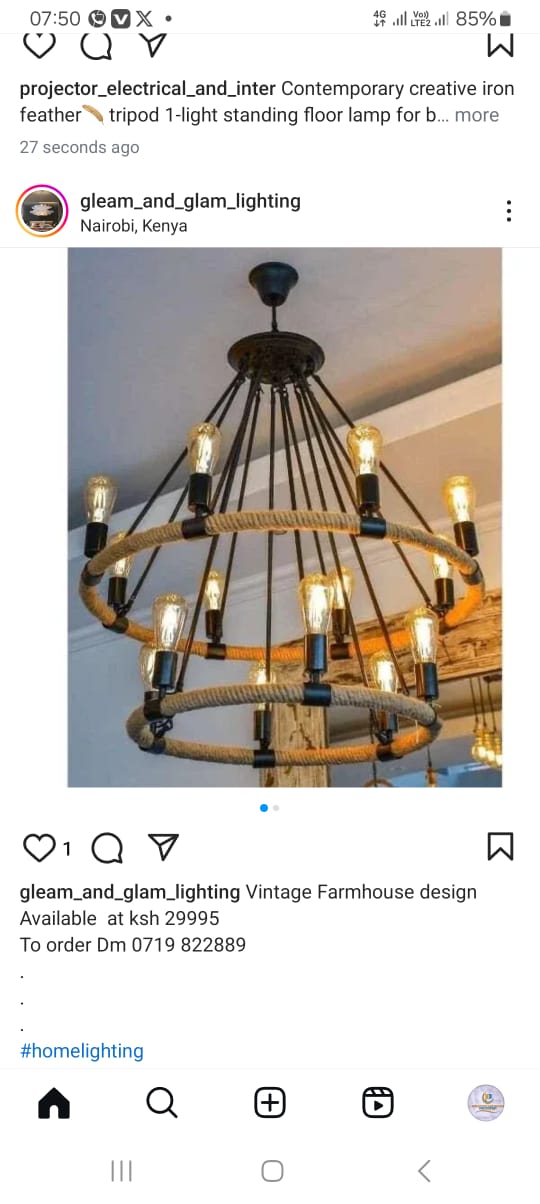 07:50
4G
Vo))
LTE2
85%
projector_electrical_and_inter Contemporary creative iron
feather🪶 tripod 1-light standing floor lamp for b... more
27 seconds ago
gleam_and_glam_lighting
Nairobi, Kenya
1
gleam_and_glam_lighting Vintage Farmhouse design
Available at ksh 29995
To order Dm 0719 822889
.
.
.
#homelighting